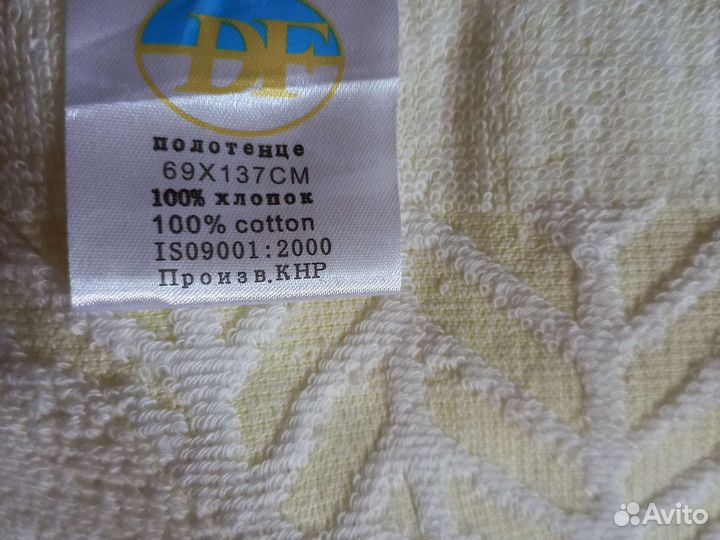 DF
полотенце
69X137CM
100% хлопок
100% cotton
ISO9001:2000
Произв.КНР
Avito